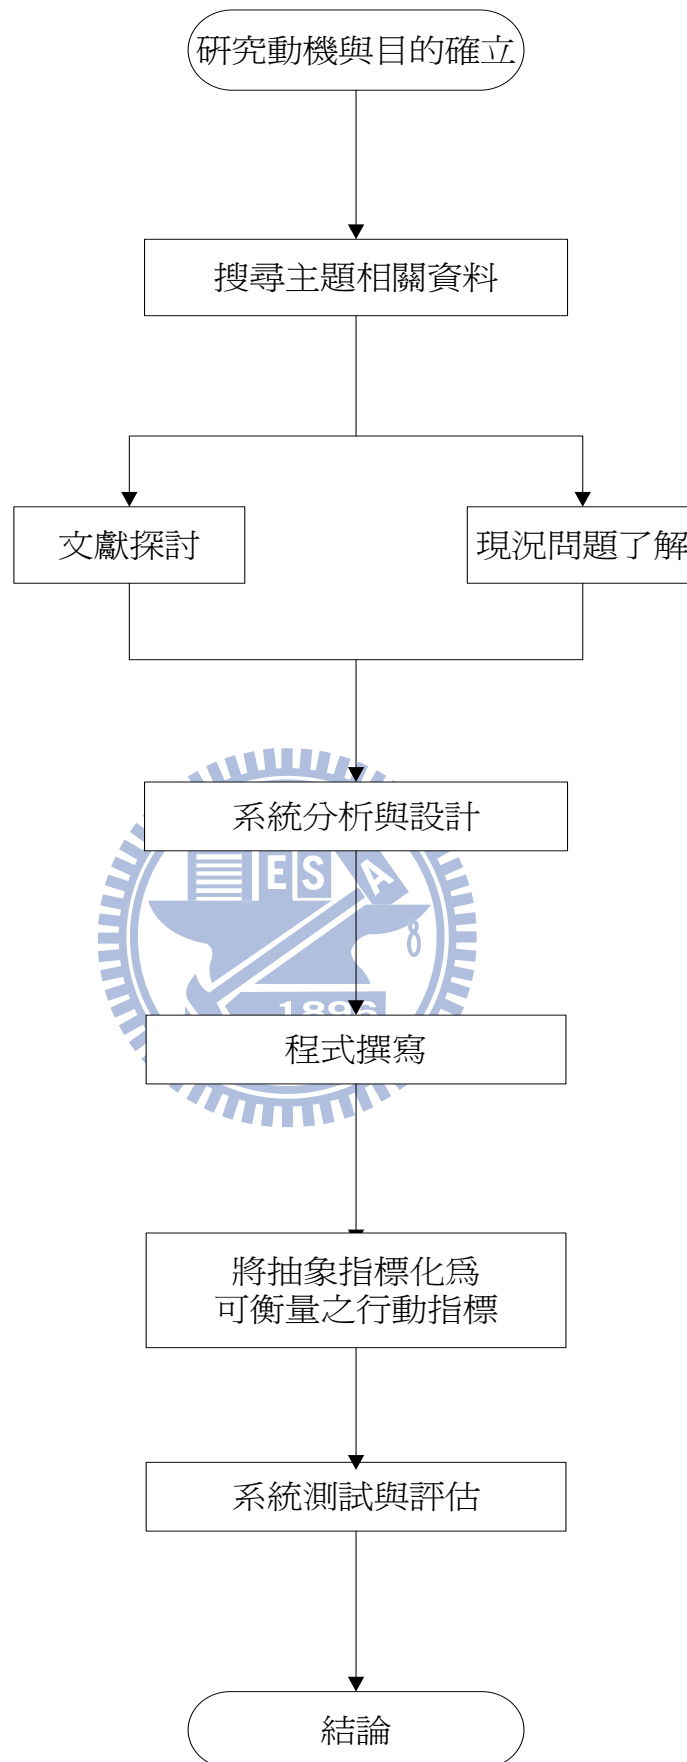 研究動機與目的確立
搜尋主題相關資料
文獻探討
現況問題了解
系統分析與設計
E S A
1896
程式撰寫
將抽象指標化為
可衡量之行動指標
系統測試與評估
結論